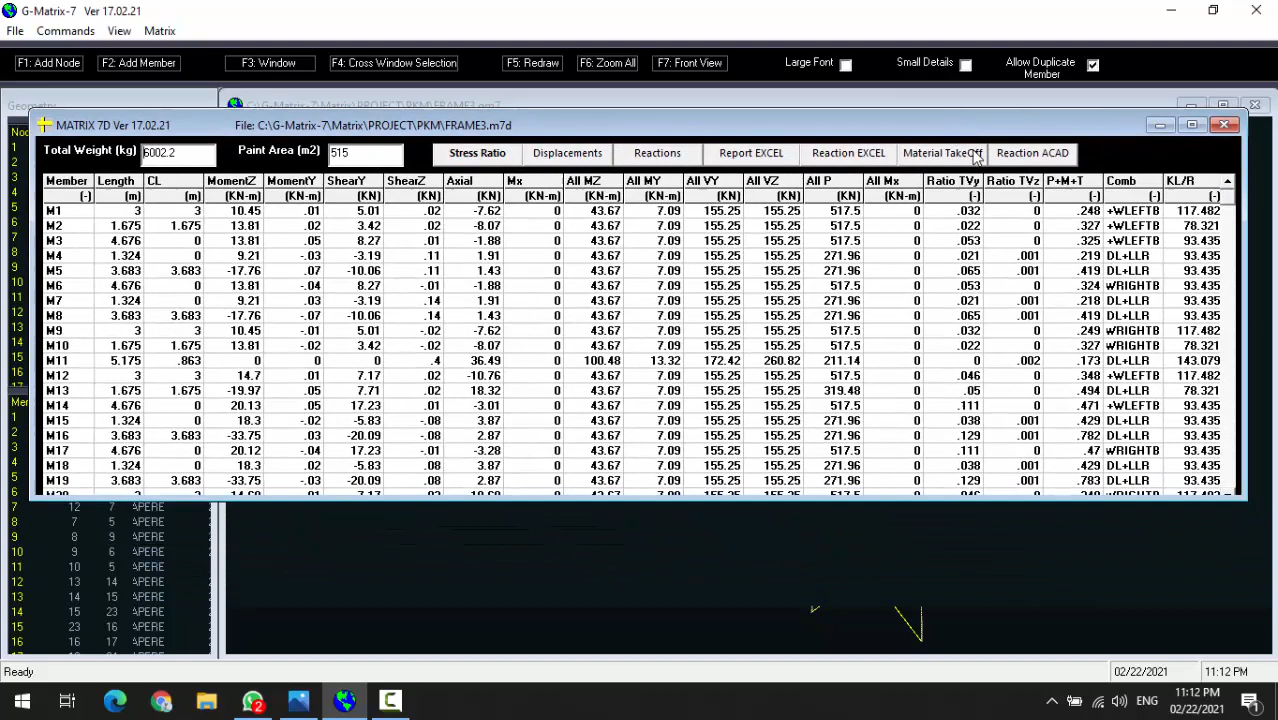 G-Matrix-7 Ver 17.02.21
File Commands View Matrix
F1: Add Node F2: Add Member F3: Window F4: Cross Window Selection F5: Redraw F6: Zoom All F7: Front View Large Font Small Details Allow Duplicate Member
Geometry C:\G-Matrix-7\Matrix\PROJECT\PKM\FRAME3.gm7
MATRIX 7D Ver 17.02.21 File: C:\G-Matrix-7\Matrix\PROJECT\PKM\FRAME3.m7d
Total Weight (kg) 6002.2 Paint Area (m2) 515 Stress Ratio Displacements Reactions Report EXCEL Reaction EXCEL Material TakeOff Reaction ACAD
Member Length CL MomentZ MomentY ShearY ShearZ Axial Mx All MZ All MY All VY All VZ All P All Mx Ratio TVy Ratio TVz P+M+T Comb KL/R
(-) (m) (m) (KN-m) (KN-m) (KN) (KN) (KN) (KN-m) (KN-m) (KN-m) (KN) (KN) (KN) (KN-m) (-) (-) (-) (-) (-)
M1 3 3 10.45 .01 5.01 .02 -7.62 0 43.67 7.09 155.25 155.25 517.5 0 .032 0 .248 +WLEFTB 117.482
M2 1.675 1.675 13.81 .02 3.42 .02 -8.07 0 43.67 7.09 155.25 155.25 517.5 0 .022 0 .327 +WLEFTB 78.321
M3 4.676 0 13.81 .05 8.27 .01 -1.88 0 43.67 7.09 155.25 155.25 517.5 0 .053 0 .325 +WLEFTB 93.435
M4 1.324 0 9.21 -.03 -3.19 .11 1.91 0 43.67 7.09 155.25 155.25 271.96 0 .021 .001 .219 DL+LLR 93.435
M5 3.683 3.683 -17.76 .07 -10.06 .11 1.43 0 43.67 7.09 155.25 155.25 271.96 0 .065 .001 .419 DL+LLR 93.435
M6 4.676 0 13.81 -.04 8.27 -.01 -1.88 0 43.67 7.09 155.25 155.25 517.5 0 .053 0 .324 WRIGHTB 93.435
M7 1.324 0 9.21 .03 -3.19 .14 1.91 0 43.67 7.09 155.25 155.25 271.96 0 .021 .001 .218 DL+LLR 93.435
M8 3.683 3.683 -17.76 .07 -10.06 .14 1.43 0 43.67 7.09 155.25 155.25 271.96 0 .065 .001 .419 DL+LLR 93.435
M9 3 3 10.45 -.01 5.01 -.02 -7.62 0 43.67 7.09 155.25 155.25 517.5 0 .032 0 .249 WRIGHTB 117.482
M10 1.675 1.675 13.81 -.02 3.42 -.02 -8.07 0 43.67 7.09 155.25 155.25 517.5 0 .022 0 .327 WRIGHTB 78.321
M11 5.175 .863 0 0 0 .4 36.49 0 100.48 13.32 172.42 260.82 211.14 0 0 .002 .173 DL+LLR 143.079
M12 3 3 14.7 .01 7.17 .02 -10.76 0 43.67 7.09 155.25 155.25 517.5 0 .046 0 .348 +WLEFTB 117.482
M13 1.675 1.675 -19.97 .05 7.71 .02 18.32 0 43.67 7.09 155.25 155.25 319.48 0 .05 0 .494 DL+LLR 78.321
M14 4.676 0 20.13 .05 17.23 .01 -3.01 0 43.67 7.09 155.25 155.25 517.5 0 .111 0 .471 +WLEFTB 93.435
M15 1.324 0 18.3 -.02 -5.83 -.08 3.87 0 43.67 7.09 155.25 155.25 271.96 0 .038 .001 .429 DL+LLR 93.435
M16 3.683 3.683 -33.75 .03 -20.09 -.08 2.87 0 43.67 7.09 155.25 155.25 271.96 0 .129 .001 .782 DL+LLR 93.435
M17 4.676 0 20.12 -.04 17.23 .01 -3.28 0 43.67 7.09 155.25 155.25 517.5 0 .111 0 .47 WRIGHTB 93.435
M18 1.324 0 18.3 .02 -5.83 .08 3.87 0 43.67 7.09 155.25 155.25 271.96 0 .038 .001 .429 DL+LLR 93.435
M19 3.683 3.683 -33.75 .03 -20.09 .08 2.87 0 43.67 7.09 155.25 155.25 271.96 0 .129 .001 .783 DL+LLR 93.435
7 12 7 APERE
8 7 5 APERE
9 8 9 APERE
10 9 6 APERE
11 10 5 APERE
12 13 14 APERE
13 14 15 APERE
14 15 23 APERE
15 23 16 APERE
16 16 17 APERE
Ready 02/22/2021 11:12 PM
2 ENG 11:12 PM 02/22/2021 1